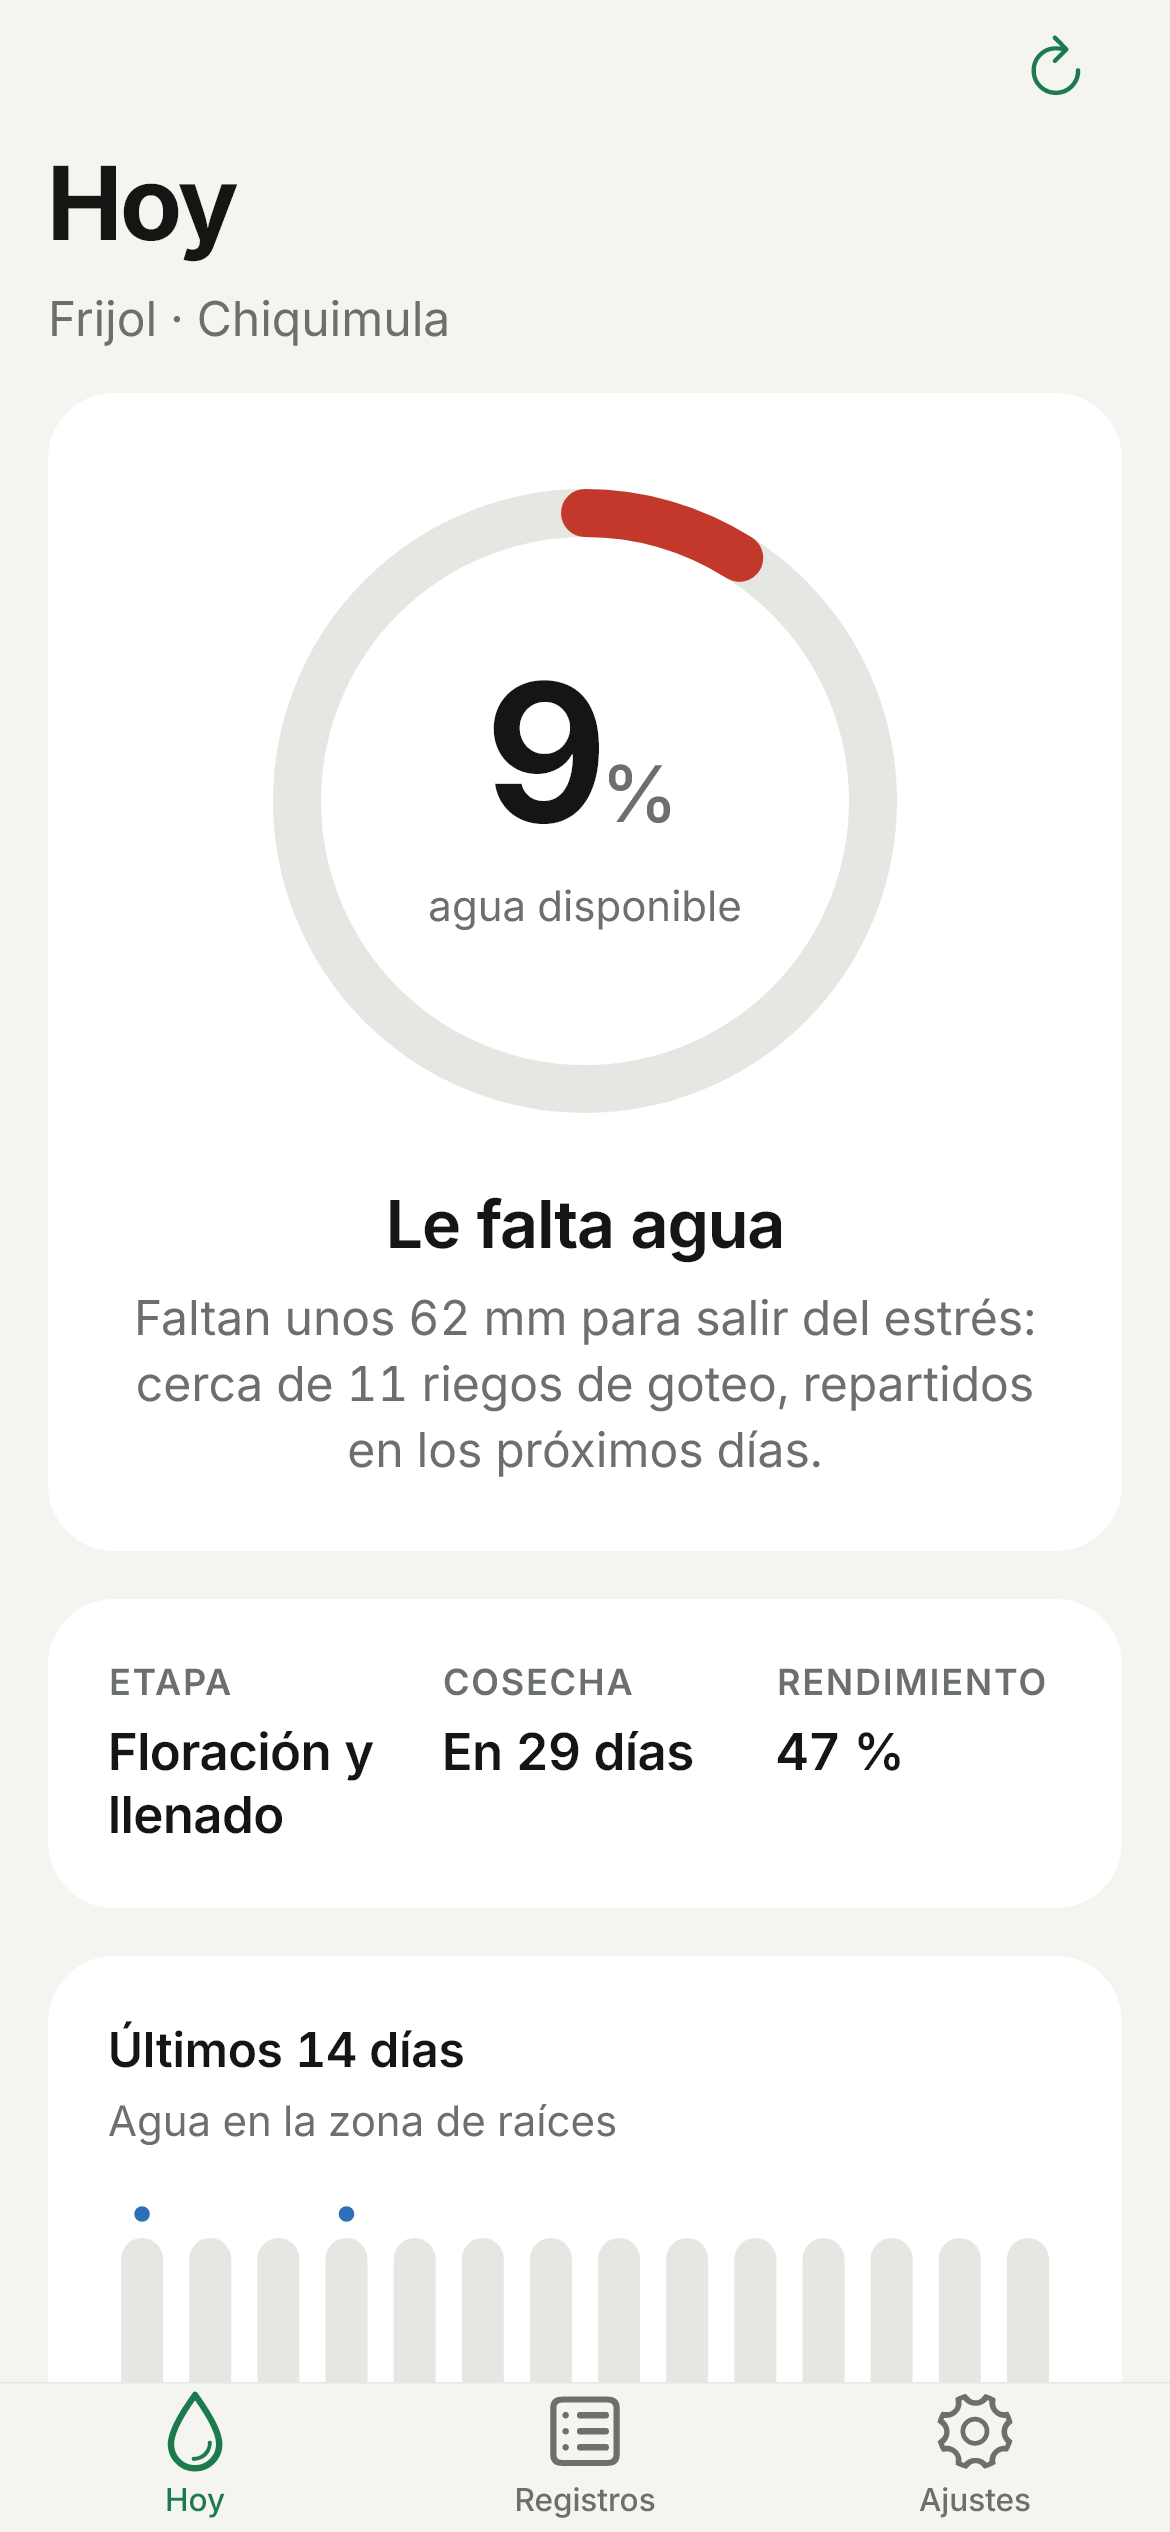 Hoy
Frijol · Chiquimula
9%
agua disponible
Le falta agua
Faltan unos 62 mm para salir del estrés:
cerca de 11 riegos de goteo, repartidos
en los próximos días.
ETAPA
Floración y
llenado
COSECHA
En 29 días
RENDIMIENTO
47 %
Últimos 14 días
Agua en la zona de raíces
Hoy
Registros
Ajustes